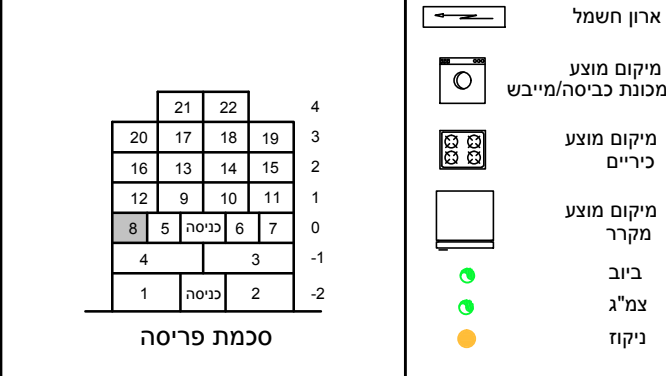 21 22 4
20 17 18 19 3
16 13 14 15 2
12 9 10 11 1
8 5 כניסה 6 7 0
4 3 -1
1 כניסה 2 -2
סכמת פריסה
ארון חשמל
מיקום מוצע
מכונת כביסה/מייבש
מיקום מוצע
כיריים
מיקום מוצע
מקרר
ביוב
צמ"ג
ניקוז